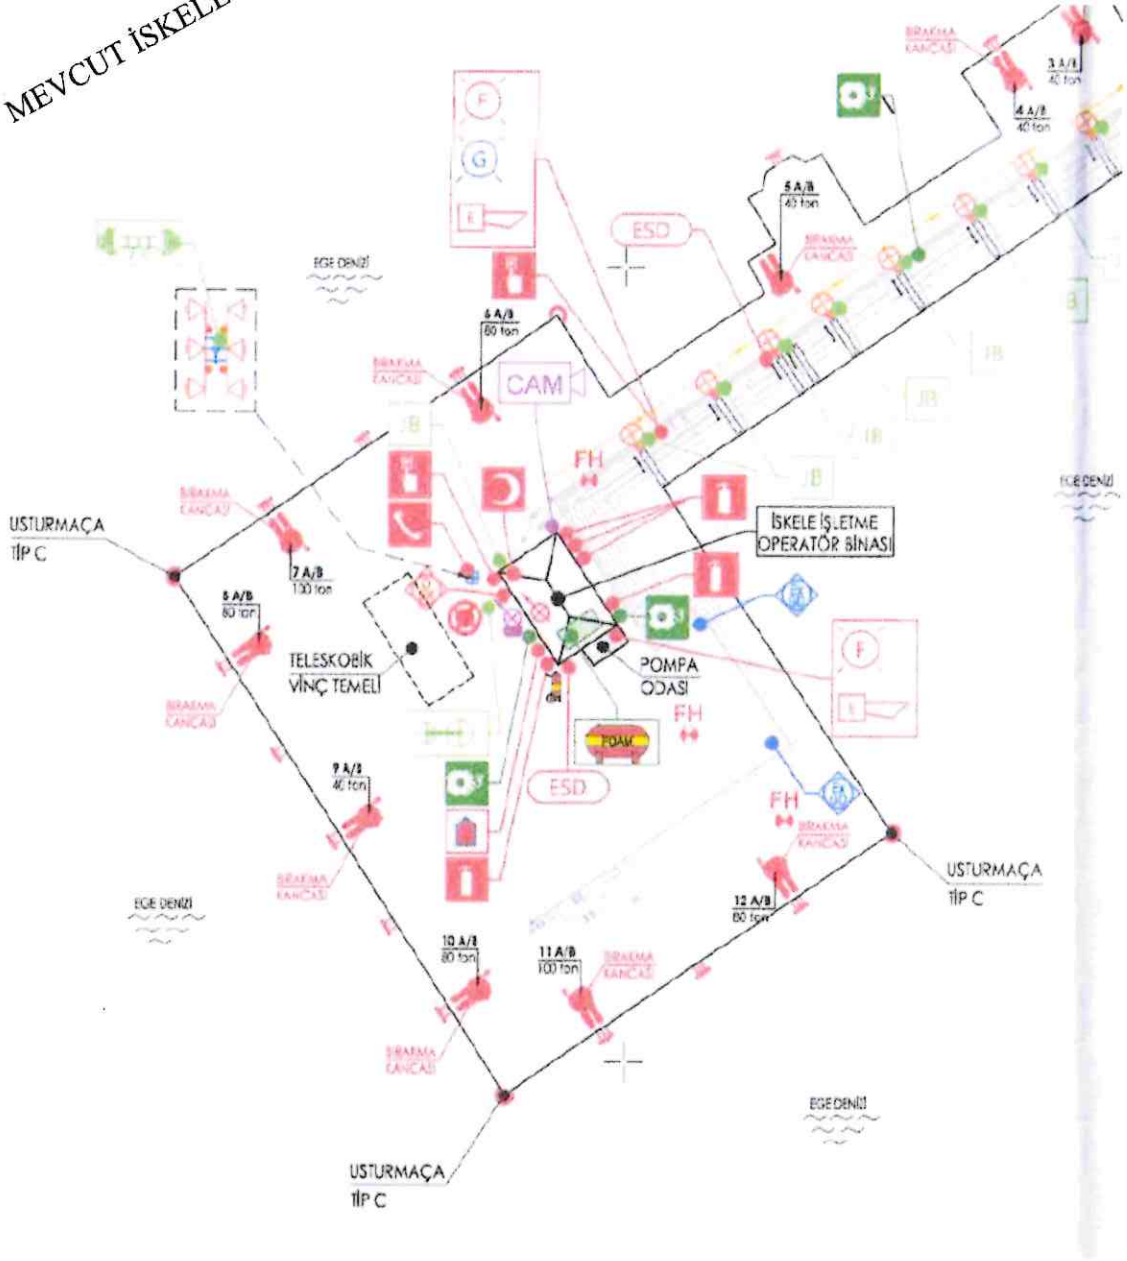 MEVCUT İSKELE
BIRAKMA
KANCASI
3 A/B
40 ton
4 A/B
40 ton
F
G
E
5 A/B
40 ton
ESD
BIRAKMA
KANCASI
EGE DENİZİ
6 A/B
60 ton
BIRAKMA
KANCASI
CAM
JB
JB
JB
JB
JB
FH
EGE DENİZİ
BIRAKMA
KANCASI
USTURMAÇA
TİP C
İSKELE İŞLETME
OPERATÖR BİNASI
7 A/B
100 ton
8 A/B
80 ton
TELESKOBİK
VİNÇ TEMELİ
POMPA
ODASI
F
E
BIRAKMA
KANCASI
FH
FOAM
ESD
9 A/B
40 ton
FH
BIRAKMA
KANCASI
BIRAKMA
KANCASI
USTURMAÇA
TİP C
EGE DENİZİ
12 A/B
80 ton
10 A/B
80 ton
11 A/B
100 ton
BIRAKMA
KANCASI
BIRAKMA
KANCASI
EGE DENİZİ
USTURMAÇA
TİP C